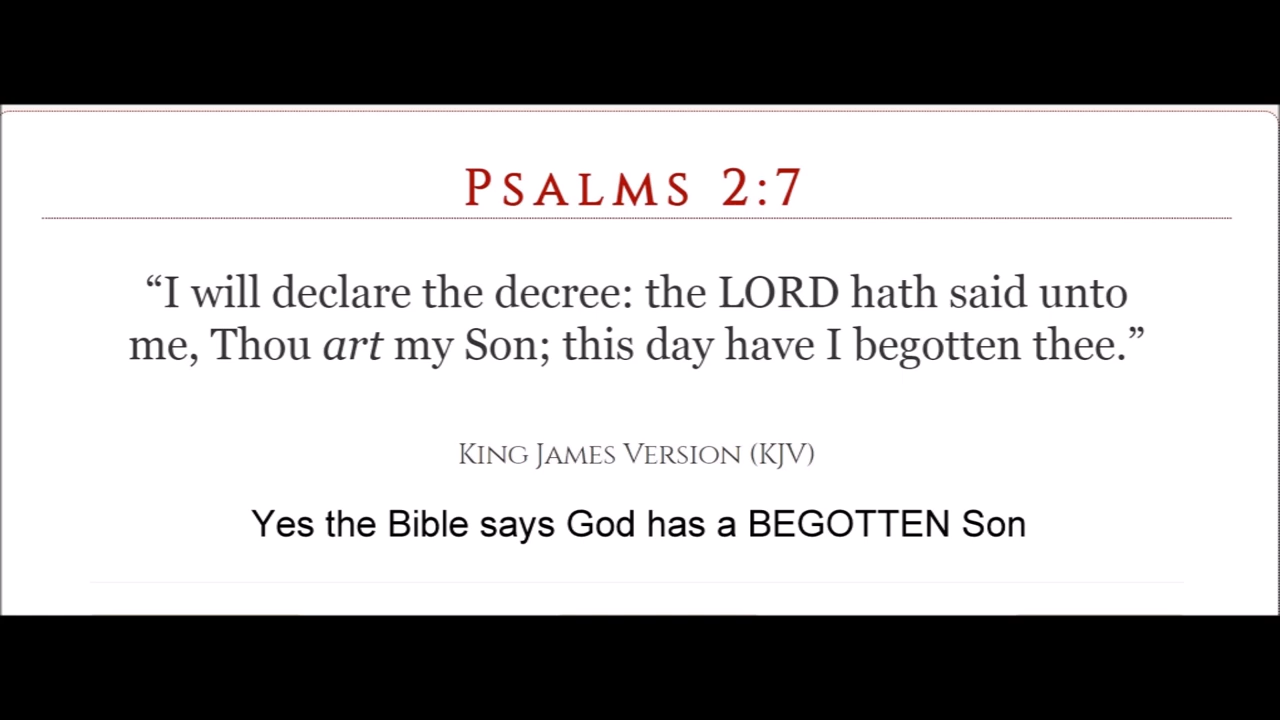 PSALMS 2:7
“I will declare the decree: the LORD hath said unto
me, Thou art my Son; this day have I begotten thee.”
KING JAMES VERSION (KJV)
Yes the Bible says God has a BEGOTTEN Son